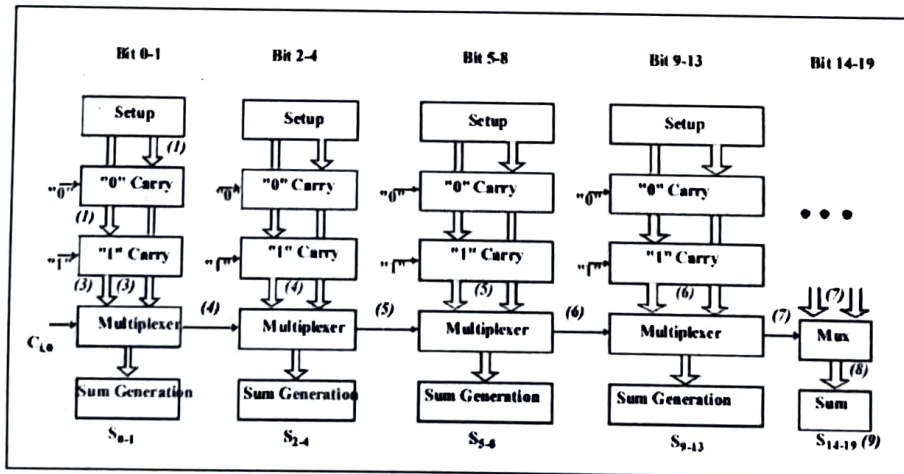 Bit 0-1 Bit 2-4 Bit 5-8 Bit 9-13 Bit 14-19
Setup Setup Setup Setup
(1)
"0" "0" Carry "0" "0" Carry "0" "0" Carry "0" "0" Carry
(1)
"1" "1" Carry "1" "1" Carry "1" "1" Carry "1" "1" Carry
(3) (3) (4) (5) (6) (7)
(4) (5) (6) (7)
Multiplexer Multiplexer Multiplexer Multiplexer Mux
Ci,0
(8)
Sum Generation Sum Generation Sum Generation Sum Generation Sum
S0-1 S2-4 S5-8 S9-13 S14-19 (9)